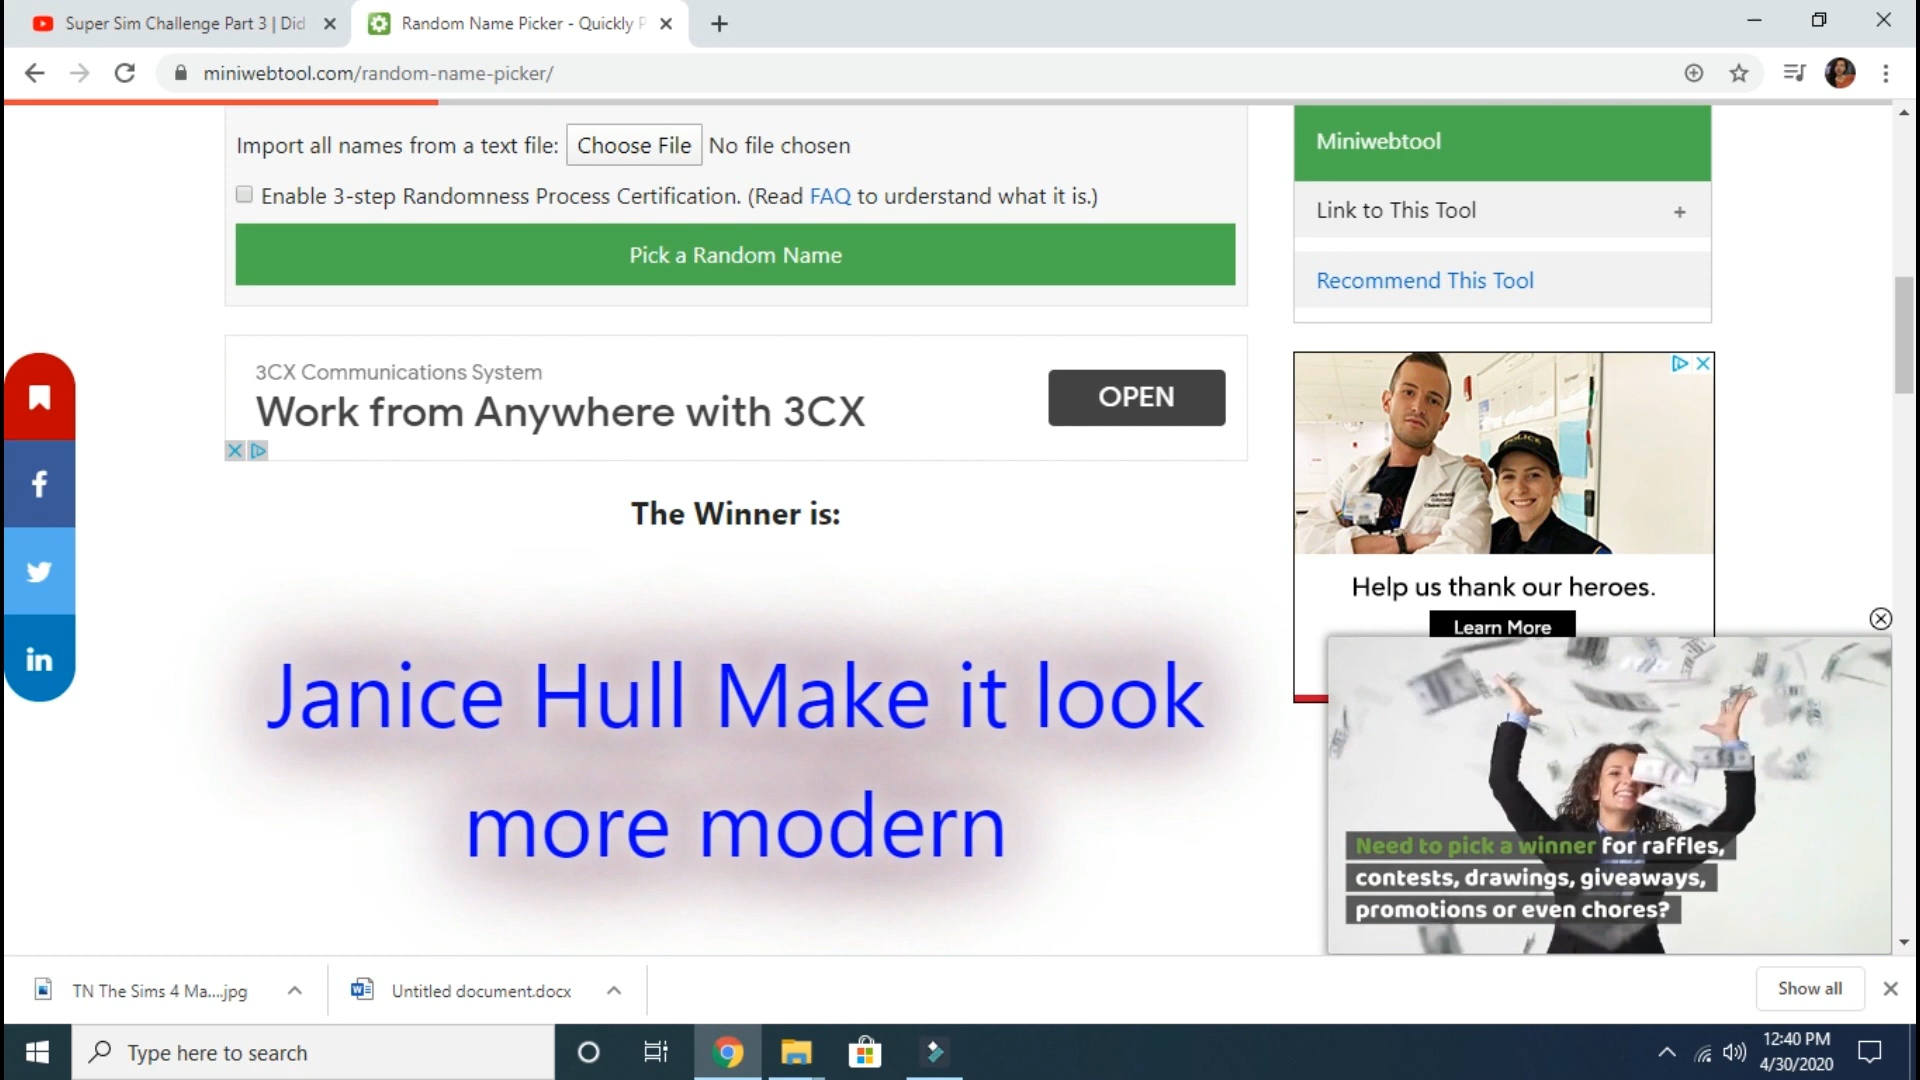 Super Sim Challenge Part 3 | Did
Random Name Picker - Quickly P
miniwebtool.com/random-name-picker/
Import all names from a text file: Choose File No file chosen
Enable 3-step Randomness Process Certification. (Read FAQ to understand what it is.)
Pick a Random Name
Miniwebtool
Link to This Tool +
Recommend This Tool
3CX Communications System
Work from Anywhere with 3CX
OPEN
The Winner is:
Janice Hull Make it look
more modern
POLICE
Help us thank our heroes.
Learn More
Need to pick a winner for raffles,
contests, drawings, giveaways,
promotions or even chores?
TN The Sims 4 Ma....jpg
Untitled document.docx
Show all
Type here to search
12:40 PM
4/30/2020